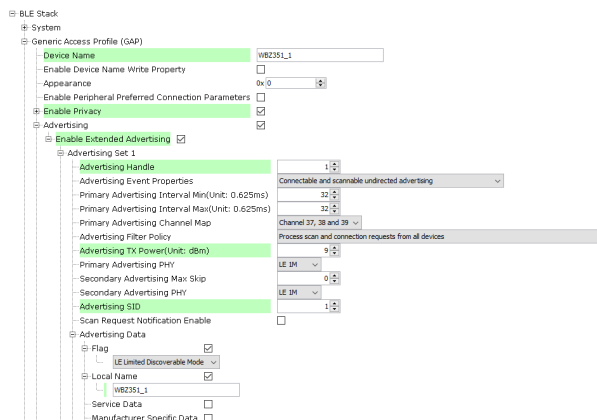 BLE Stack
System
Generic Access Profile (GAP)
Device Name WBZ351_1
Enable Device Name Write Property
Appearance 0x 0
Enable Peripheral Preferred Connection Parameters
Enable Privacy
Advertising
Enable Extended Advertising
Advertising Set 1
Advertising Handle 1
Advertising Event Properties Connectable and scannable undirected advertising
Primary Advertising Interval Min(Unit: 0.625ms) 32
Primary Advertising Interval Max(Unit: 0.625ms) 32
Primary Advertising Channel Map Channel 37, 38 and 39
Advertising Filter Policy Process scan and connection requests from all devices
Advertising TX Power(Unit: dBm) 9
Primary Advertising PHY LE 1M
Secondary Advertising Max Skip 0
Secondary Advertising PHY LE 1M
Advertising SID 1
Scan Request Notification Enable
Advertising Data
Flag
LE Limited Discoverable Mode
Local Name
WBZ351_1
Service Data
Manufacturer Specific Data